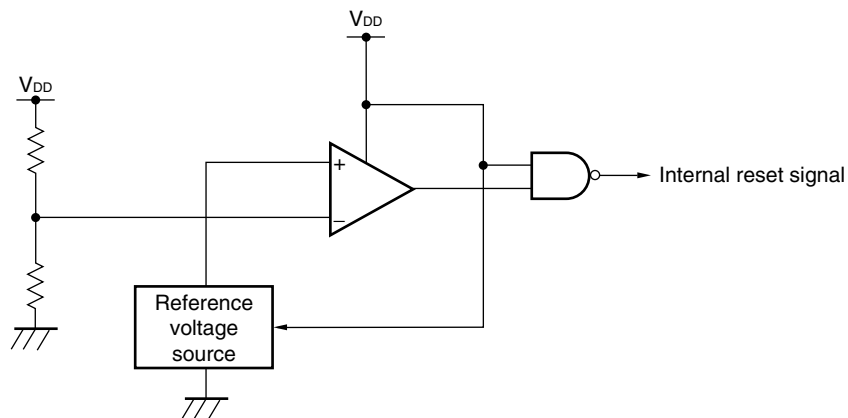 VDD
VDD
+
−
Internal reset signal
Reference
voltage
source